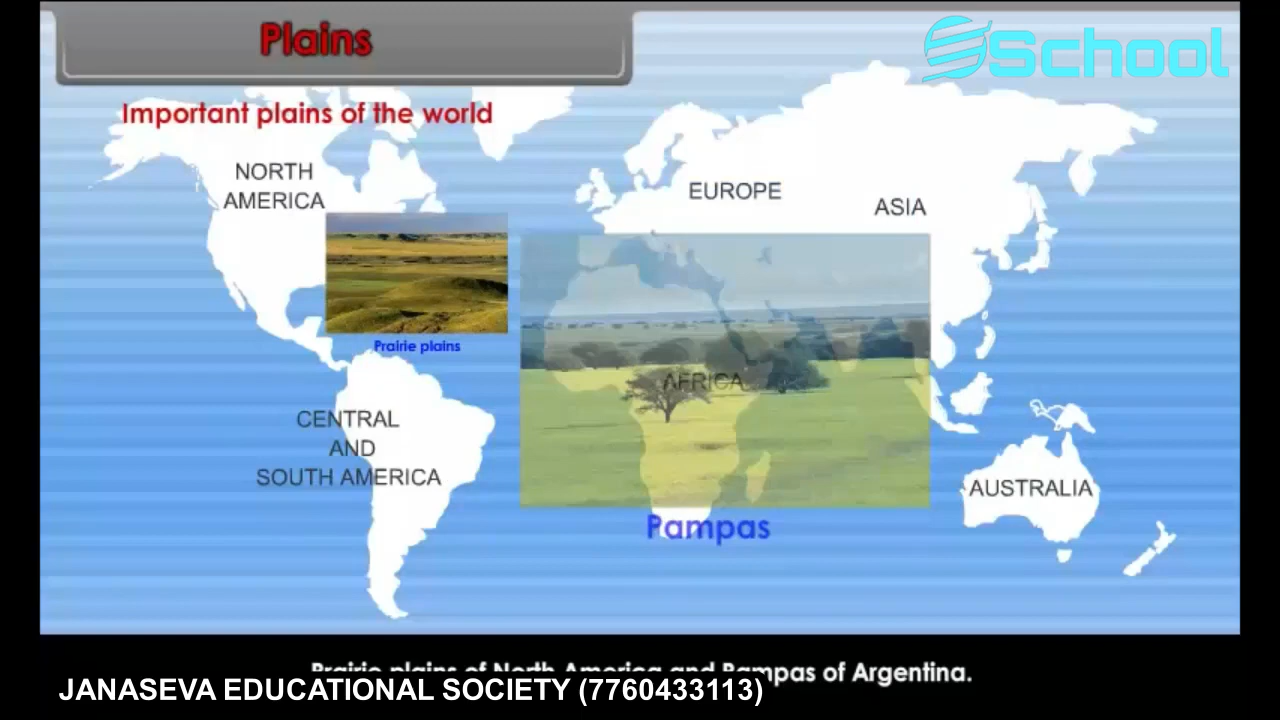 Plains
School
Important plains of the world
NORTH
AMERICA
EUROPE
ASIA
Prairie plains
AFRICA
CENTRAL
AND
SOUTH AMERICA
AUSTRALIA
Pampas
Prairie plains of North America and Pampas of Argentina.
JANASEVA EDUCATIONAL SOCIETY (7760433113)